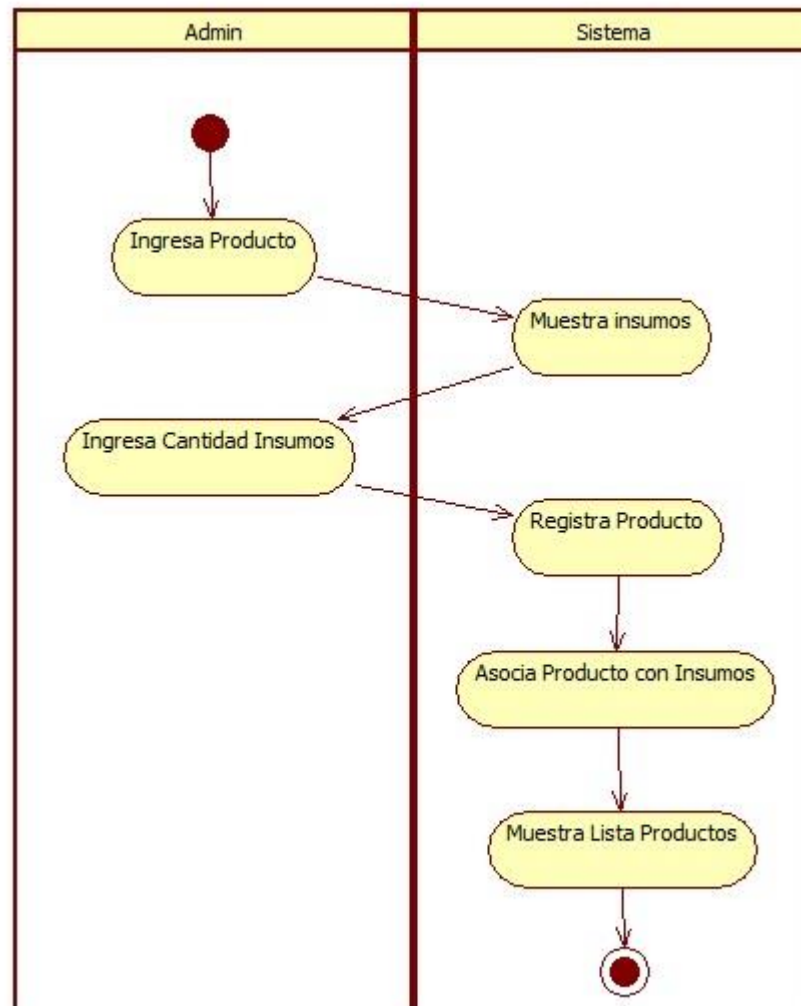 Admin
Sistema
Ingresa Producto
Muestra insumos
Ingresa Cantidad Insumos
Registra Producto
Asocia Producto con Insumos
Muestra Lista Productos